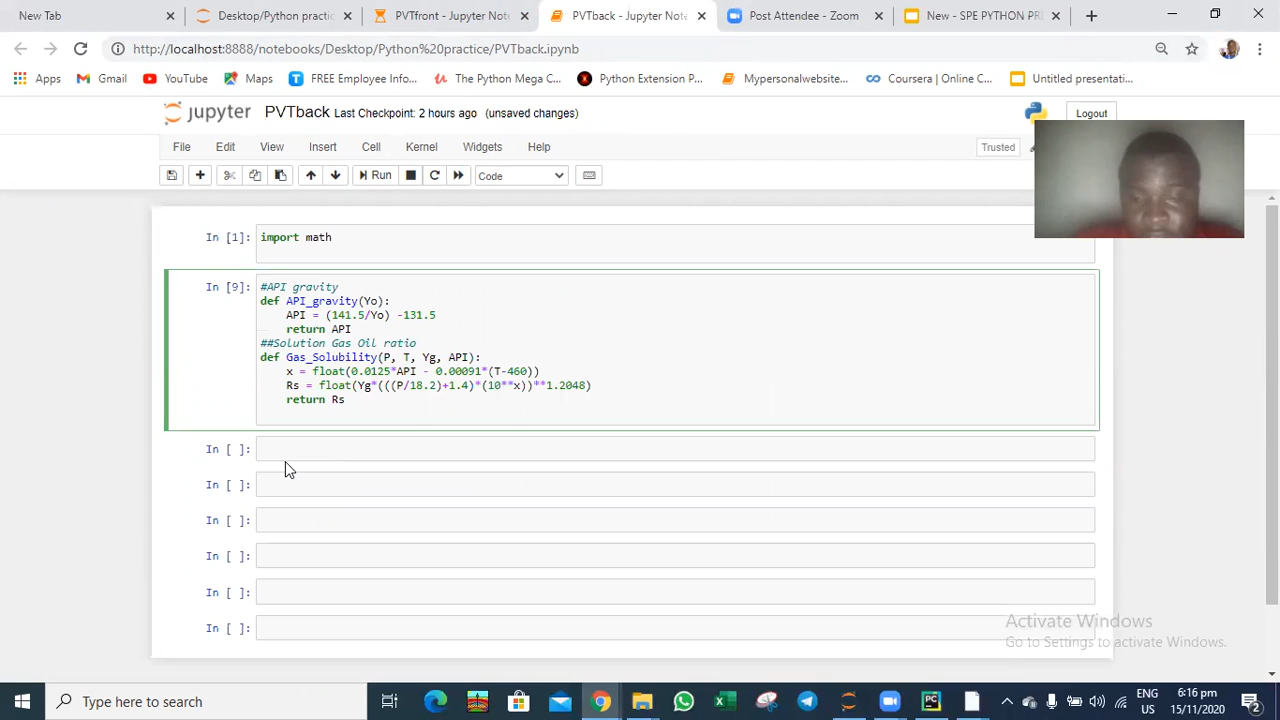 New Tab
Desktop/Python practic
PVTfront - Jupyter Note
PVTback - Jupyter Note
Post Attendee - Zoom
New - SPE PYTHON PR
http://localhost:8888/notebooks/Desktop/Python%20practice/PVTback.ipynb
Apps
Gmail
YouTube
Maps
FREE Employee Info...
The Python Mega C...
Python Extension P...
Mypersonalwebsite...
Coursera | Online C...
Untitled presentati...
jupyter
PVTback
Last Checkpoint: 2 hours ago
(unsaved changes)
Logout
File
Edit
View
Insert
Cell
Kernel
Widgets
Help
Trusted
Run
Code
In [1]:
import math
In [9]:
#API gravity
def API_gravity(Yo):
API = (141.5/Yo) -131.5
return API
##Solution Gas Oil ratio
def Gas_Solubility(P, T, Yg, API):
x = float(0.0125*API - 0.00091*(T-460))
Rs = float(Yg*(((P/18.2)+1.4)*(10**x))**1.2048)
return Rs
In [ ]:
In [ ]:
In [ ]:
In [ ]:
In [ ]:
In [ ]:
Activate Windows
Go to Settings to activate Windows.
Type here to search
ENG
US
6:16 pm
15/11/2020
2